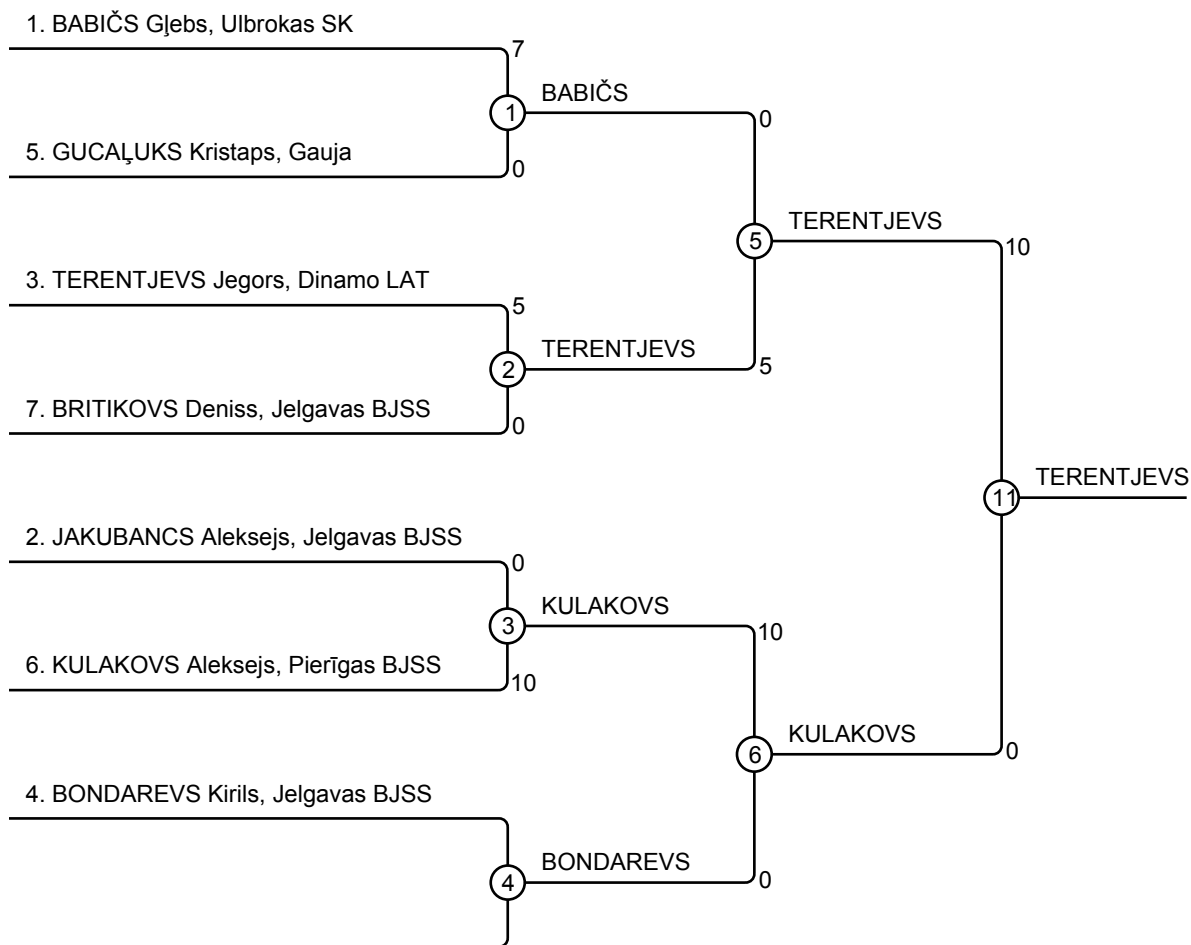 1. BABIČS Gļebs, Ulbrokas SK
7
BABIČS
1
0
5. GUCAĻUKS Kristaps, Gauja
0
TERENTJEVS
5
10
3. TERENTJEVS Jegors, Dinamo LAT
5
TERENTJEVS
2
5
7. BRITIKOVS Deniss, Jelgavas BJSS
0
TERENTJEVS
11
2. JAKUBANCS Aleksejs, Jelgavas BJSS
0
KULAKOVS
3
10
6. KULAKOVS Aleksejs, Pierīgas BJSS
10
KULAKOVS
6
0
4. BONDAREVS Kirils, Jelgavas BJSS
BONDAREVS
4
0